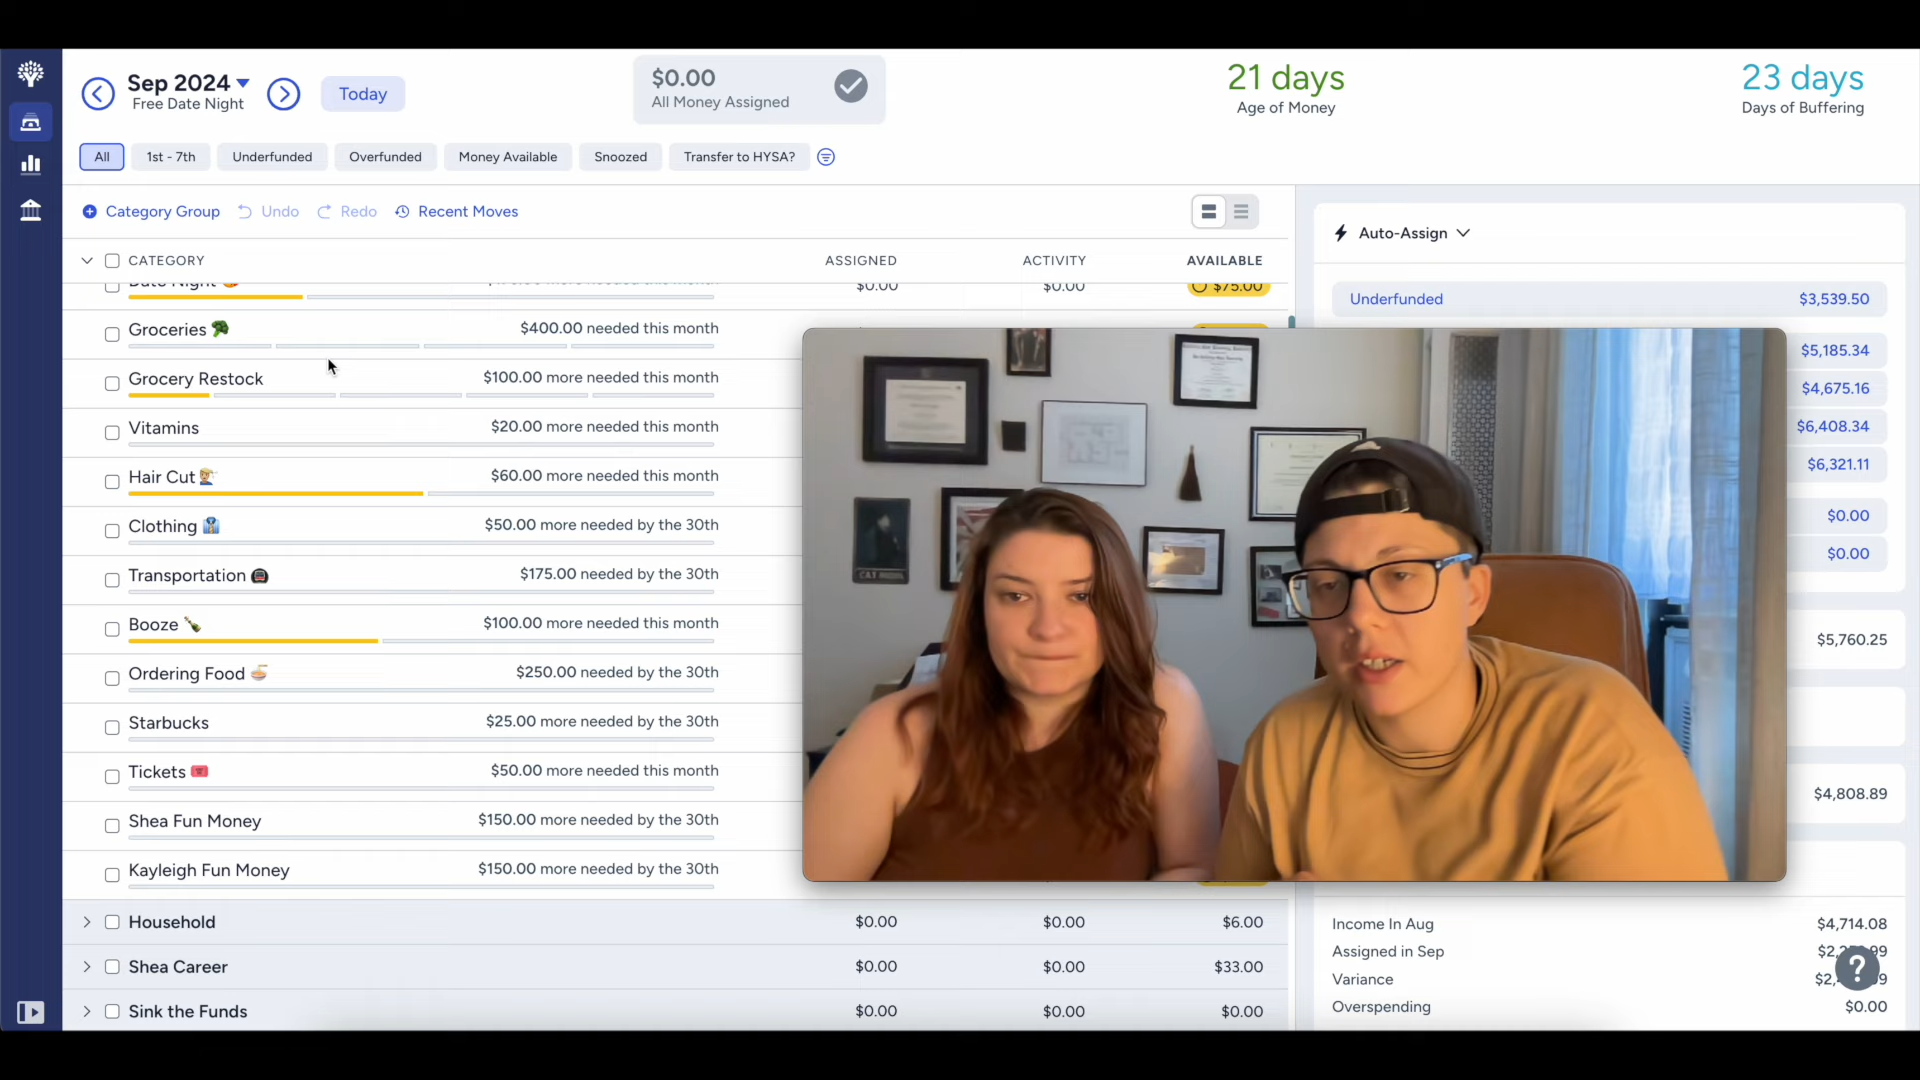 Sep 2024
Free Date Night
Today
$0.00
All Money Assigned
21 days
Age of Money
23 days
Days of Buffering
All
1st - 7th
Underfunded
Overfunded
Money Available
Snoozed
Transfer to HYSA?
Category Group
Undo
Redo
Recent Moves
Auto-Assign
CATEGORY ASSIGNED ACTIVITY AVAILABLE
Date Night $0.00 $0.00 $75.00
Underfunded $3,539.50
Groceries $400.00 needed this month
$5,185.34
Grocery Restock $100.00 more needed this month
$4,675.16
Vitamins $20.00 more needed this month
$6,408.34
Hair Cut $60.00 more needed this month
$6,321.11
Clothing $50.00 more needed by the 30th
$0.00
Transportation $175.00 needed by the 30th
$0.00
Booze $100.00 more needed this month
$5,760.25
Ordering Food $250.00 needed by the 30th
Starbucks $25.00 more needed by the 30th
Tickets $50.00 more needed this month
$4,808.89
Shea Fun Money $150.00 more needed by the 30th
Kayleigh Fun Money $150.00 more needed by the 30th
Household $0.00 $0.00 $6.00
Income In Aug $4,714.08
Assigned in Sep
Shea Career $0.00 $0.00 $33.00
Variance
Overspending $0.00
Sink the Funds $0.00 $0.00 $0.00